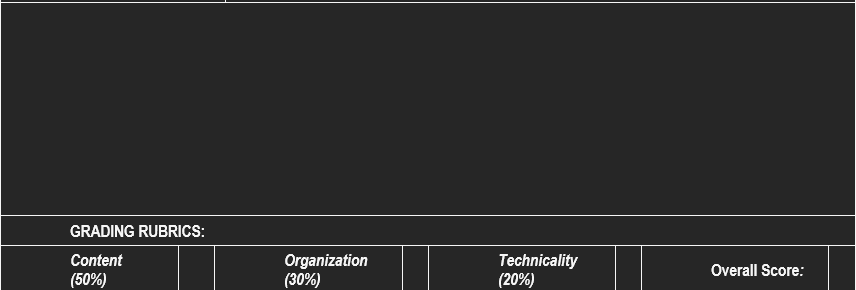 GRADING RUBRICS:
Content
(50%)
Organization
(30%)
Technicality
(20%)
Overall Score: